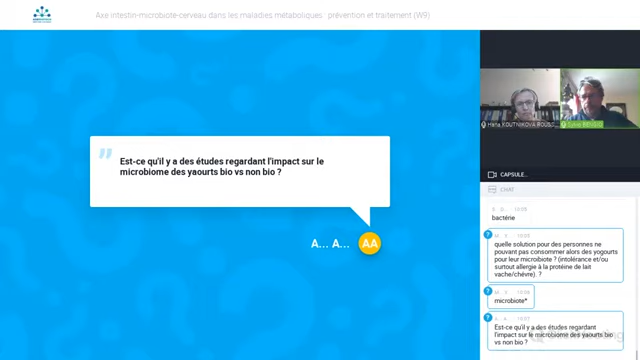 Axe intestin-microbiote-cerveau dans les maladies métaboliques : prévention et traitement (W9)
Est-ce qu'il y a des études regardant l'impact sur le
microbiome des yaourts bio vs non bio ?
A... A...
AA
Hana KOUTNIKOVA ROUSS...
CAPSULE...
CHAT
bactérie
quelle solution pour des personnes ne
pouvant pas consommer alors des yogourts
pour leur microibiote ? (intolérance et/ou
surtout allergie à la protéine de lait
vache/chèvre). ?
microbiote*
Est-ce qu'il y a des études regardant
l'impact sur le microbiome des yaourts bio
vs non bio ?